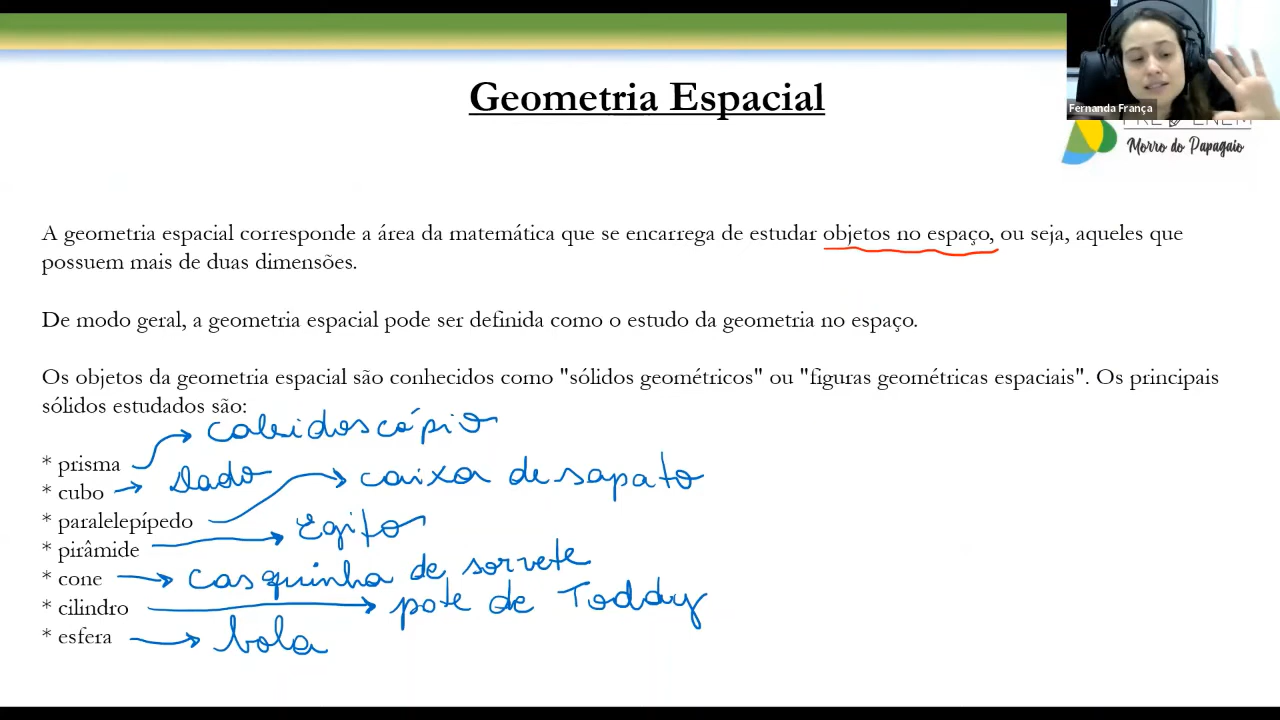 Geometria Espacial
Fernanda França
PRÉ ENEM
Morro do Papagaio
A geometria espacial corresponde a área da matemática que se encarrega de estudar objetos no espaço, ou seja, aqueles que
possuem mais de duas dimensões.
De modo geral, a geometria espacial pode ser definida como o estudo da geometria no espaço.
Os objetos da geometria espacial são conhecidos como "sólidos geométricos" ou "figuras geométricas espaciais". Os principais
sólidos estudados são:
* prisma → caleidoscópio
* cubo → Dado
* paralelepípedo → caixa de sapato
* pirâmide → Egito
* cone → casquinha de sorvete
* cilindro → pote de Toddy
* esfera → bola